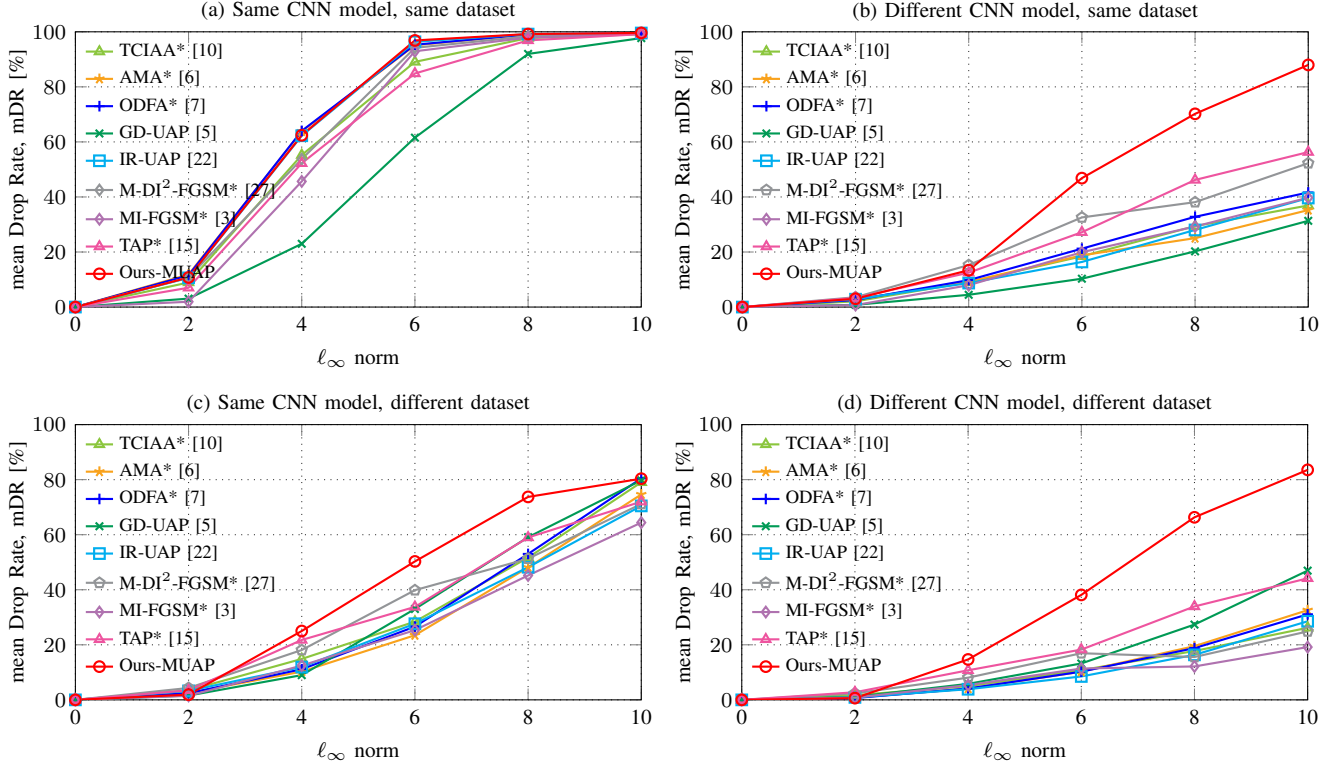 (a) Same CNN model, same dataset
mean Drop Rate, mDR [%]
100
80
60
40
20
0
TCIAA* [10]
AMA* [6]
ODFA* [7]
GD-UAP [5]
IR-UAP [22]
M-DI²-FGSM* [27]
MI-FGSM* [3]
TAP* [15]
Ours-MUAP
0 2 4 6 8 10
ℓ∞ norm
(b) Different CNN model, same dataset
mean Drop Rate, mDR [%]
100
80
60
40
20
0
TCIAA* [10]
AMA* [6]
ODFA* [7]
GD-UAP [5]
IR-UAP [22]
M-DI²-FGSM* [27]
MI-FGSM* [3]
TAP* [15]
Ours-MUAP
0 2 4 6 8 10
ℓ∞ norm
(c) Same CNN model, different dataset
mean Drop Rate, mDR [%]
100
80
60
40
20
0
TCIAA* [10]
AMA* [6]
ODFA* [7]
GD-UAP [5]
IR-UAP [22]
M-DI²-FGSM* [27]
MI-FGSM* [3]
TAP* [15]
Ours-MUAP
0 2 4 6 8 10
ℓ∞ norm
(d) Different CNN model, different dataset
mean Drop Rate, mDR [%]
100
80
60
40
20
0
TCIAA* [10]
AMA* [6]
ODFA* [7]
GD-UAP [5]
IR-UAP [22]
M-DI²-FGSM* [27]
MI-FGSM* [3]
TAP* [15]
Ours-MUAP
0 2 4 6 8 10
ℓ∞ norm